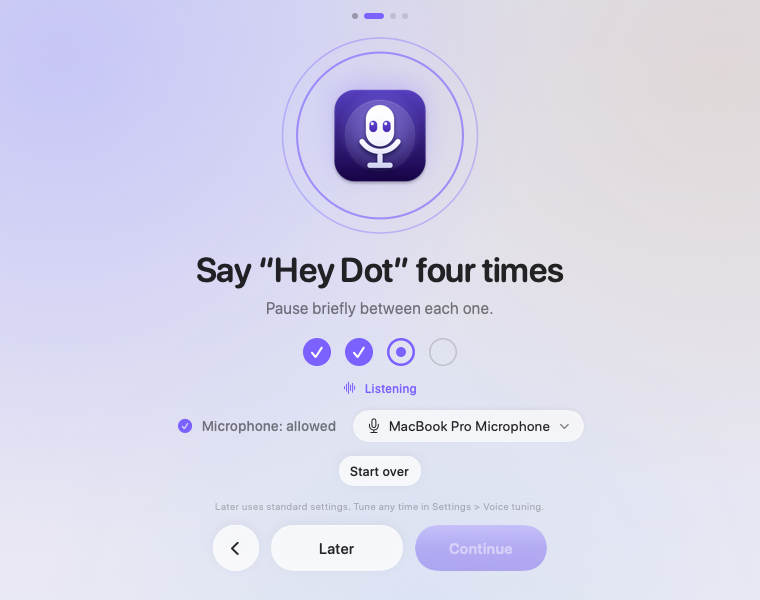 Say “Hey Dot” four times
Pause briefly between each one.
Listening
Microphone: allowed
MacBook Pro Microphone
Start over
Later uses standard settings. Tune any time in Settings > Voice tuning.
Later
Continue